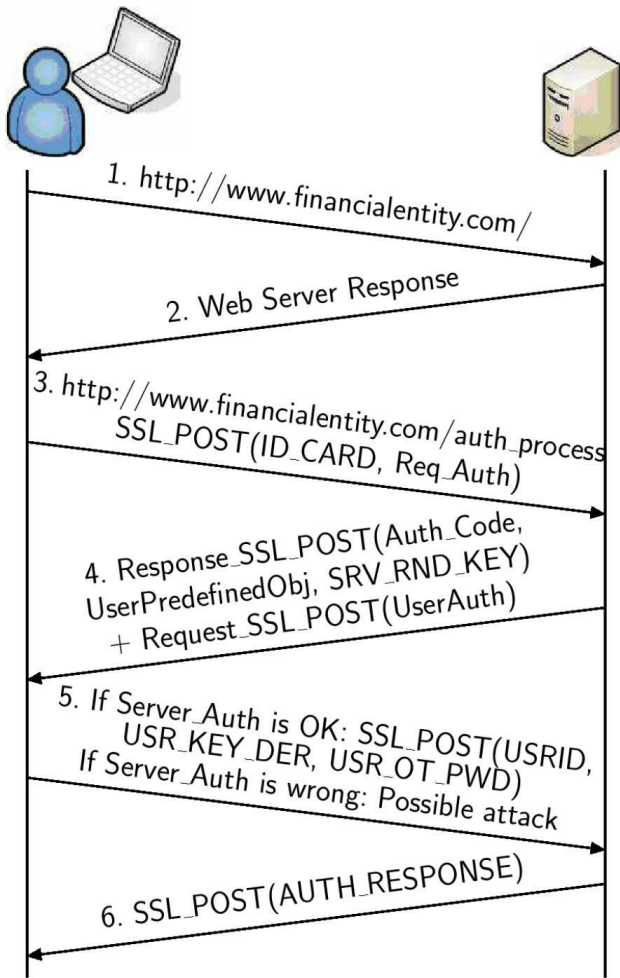 1. http://www.financialentity.com/
2. Web Server Response
3. http://www.financialentity.com/auth_process
SSL_POST(ID_CARD, Req_Auth)
4. Response_SSL_POST(Auth_Code,
UserPredefinedObj, SRV_RND_KEY)
+ Request_SSL_POST(UserAuth)
5. If Server_Auth is OK: SSL_POST(USRID,
USR_KEY_DER, USR_OT_PWD)
If Server_Auth is wrong: Possible attack
6. SSL_POST(AUTH_RESPONSE)